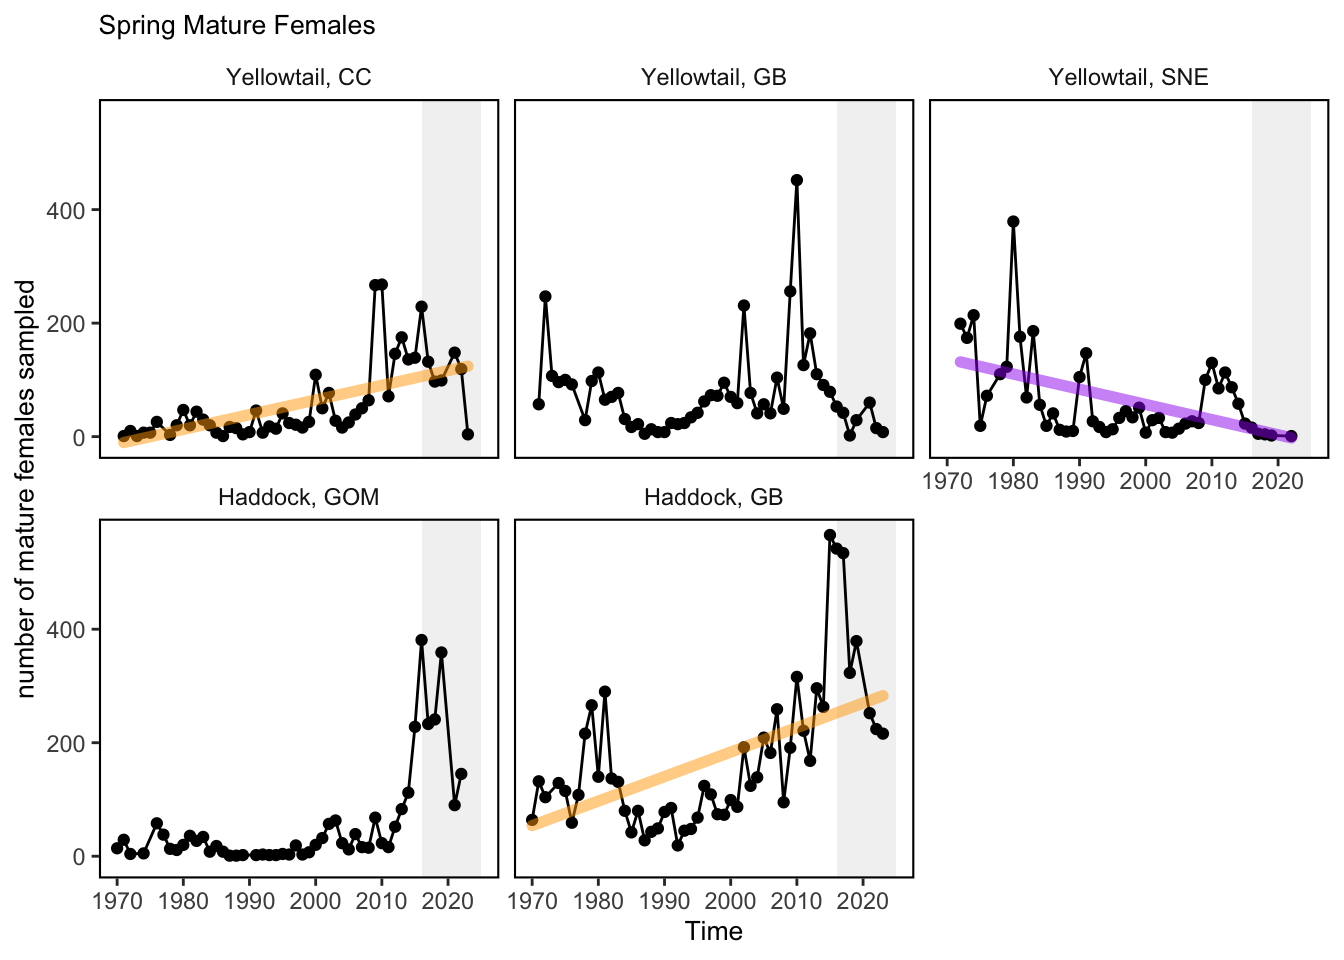 Spring Mature Females
Yellowtail, CC
Yellowtail, GB
Yellowtail, SNE
400
200
0
1970 1980 1990 2000 2010 2020
Haddock, GOM
Haddock, GB
400
200
0
1970 1980 1990 2000 2010 2020
1970 1980 1990 2000 2010 2020
Time
number of mature females sampled